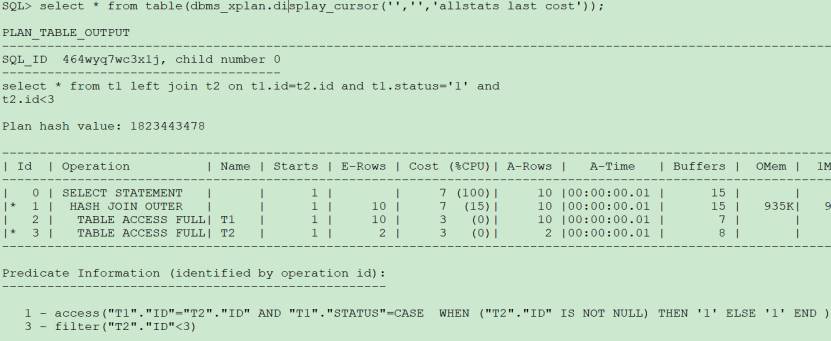 SQL> select * from table(dbms_xplan.display_cursor('','','allstats last cost'));
PLAN_TABLE_OUTPUT
--------------------------------------------------------------------------------
SQL_ID  464wyq7wc3x1j, child number 0
-------------------------------------
select * from t1 left join t2 on t1.id=t2.id and t1.status='1' and
t2.id<3
Plan hash value: 1823443478
--------------------------------------------------------------------------------
| Id  | Operation          | Name | Starts | E-Rows | Cost (%CPU)| A-Rows |   A-Time   | Buffers |  OMem |  1M
--------------------------------------------------------------------------------
|   0 | SELECT STATEMENT   |      |      1 |        |     7 (100)|     10 |00:00:00.01 |      15 |       |
|*  1 |  HASH JOIN OUTER   |      |      1 |     10 |     7  (15)|     10 |00:00:00.01 |      15 |   935K|   9
|   2 |   TABLE ACCESS FULL| T1   |      1 |     10 |     3   (0)|     10 |00:00:00.01 |       7 |       |
|*  3 |   TABLE ACCESS FULL| T2   |      1 |      2 |     3   (0)|      2 |00:00:00.01 |       8 |       |
--------------------------------------------------------------------------------
Predicate Information (identified by operation id):
---------------------------------------------------
1 - access("T1"."ID"="T2"."ID" AND "T1"."STATUS"=CASE  WHEN ("T2"."ID" IS NOT NULL) THEN '1' ELSE '1' END )
3 - filter("T2"."ID"<3)